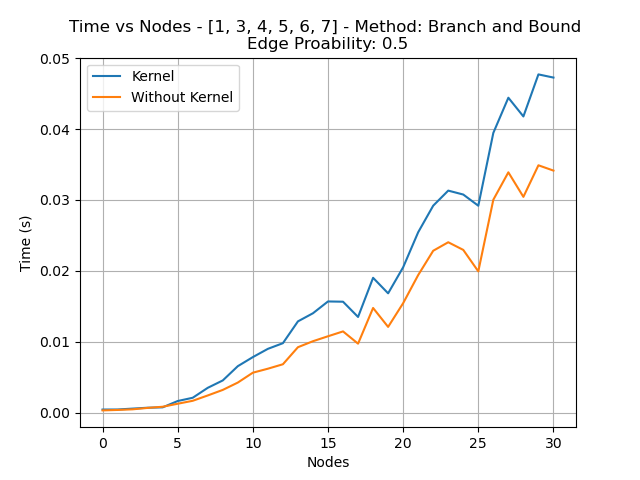 Time vs Nodes - [1, 3, 4, 5, 6, 7] - Method: Branch and Bound
Edge Proability: 0.5
Kernel
Without Kernel
0.05
0.04
0.03
0.02
0.01
0.00
Time (s)
0 5 10 15 20 25 30
Nodes